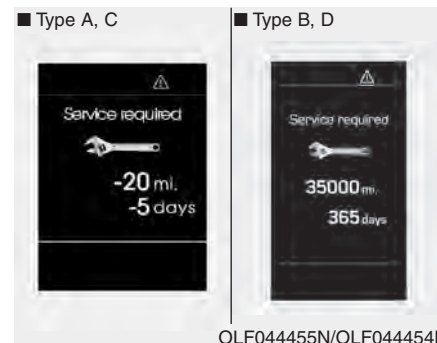 ■ Type A, C
■ Type B, D
Service required
-20 mi.
-5 days
Service required
35000 mi.
365 days
OLF044455N/OLF044454